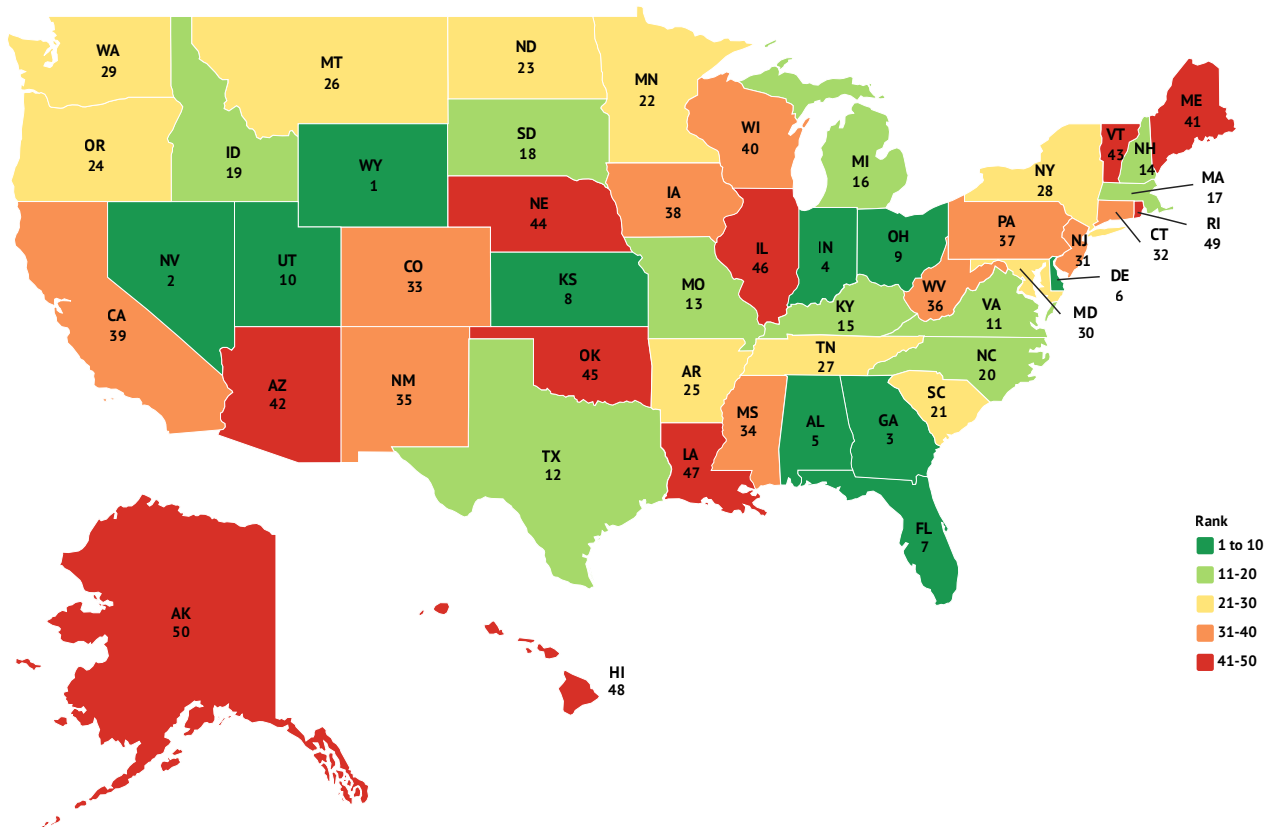 WA
29
MT
26
ND
23
MN
22
OR
24
ID
19
WY
1
SD
18
WI
40
MI
16
NY
28
VT
43
NH
14
ME
41
MA
17
RI
49
CT
32
NV
2
UT
10
CO
33
NE
44
IA
38
IL
46
IN
4
OH
9
PA
37
NJ
31
DE
6
MD
30
CA
39
KS
8
MO
13
KY
15
WV
36
VA
11
AZ
42
NM
35
OK
45
AR
25
TN
27
NC
20
SC
21
TX
12
LA
47
MS
34
AL
5
GA
3
FL
7
AK
50
HI
48
Rank
1 to 10
11-20
21-30
31-40
41-50